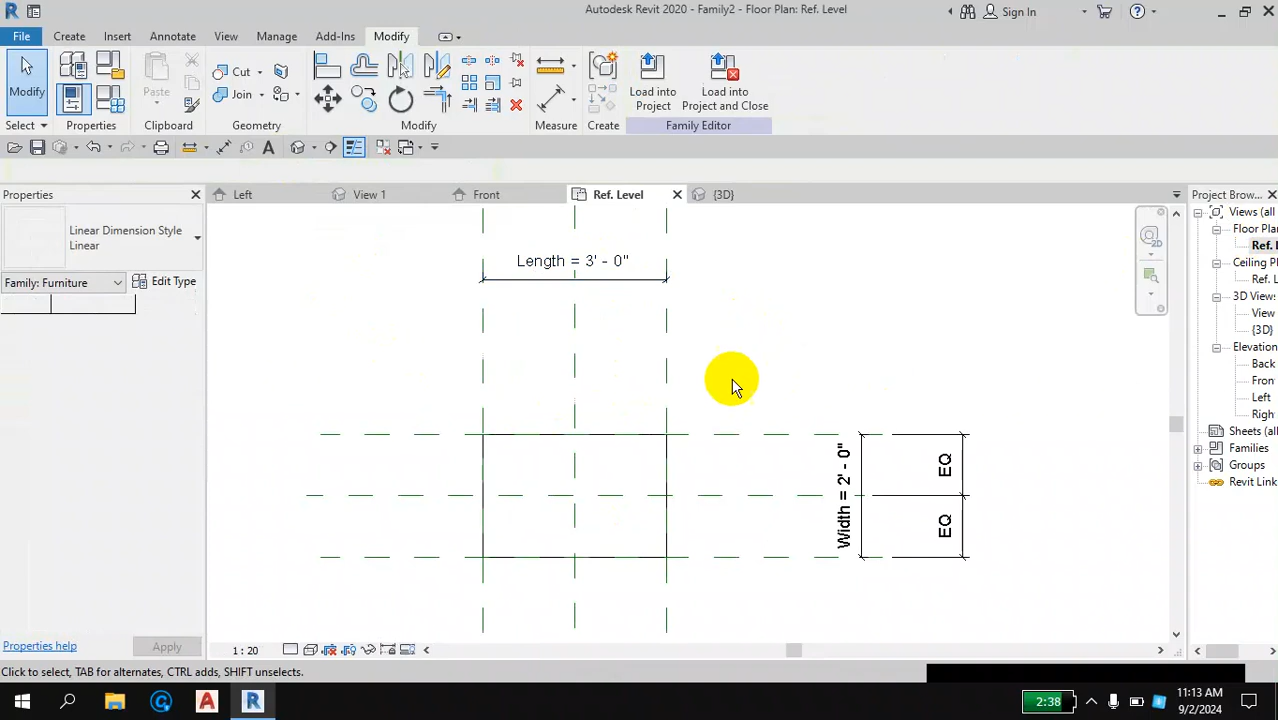 Autodesk Revit 2020 - Family2 - Floor Plan: Ref. Level
Sign In
File Create Insert Annotate View Manage Add-Ins Modify
Modify
Paste
Cut
Join
Load into Project
Load into Project and Close
Select Properties Clipboard Geometry Modify Measure Create Family Editor
Properties
Left View 1 Front Ref. Level {3D}
Project Brow...
Linear Dimension Style
Linear
Family: Furniture
Edit Type
Views (all
Floor Plan
Ref. L
Ceiling P
Ref. L
3D Views
View
{3D}
Elevation
Back
Front
Left
Right
Sheets (all
Families
Groups
Revit Link
2D
Length = 3' - 0"
Width = 2' - 0"
EQ
EQ
Properties help
Apply
1 : 20
Click to select, TAB for alternates, CTRL adds, SHIFT unselects.
2:38
11:13 AM
9/2/2024